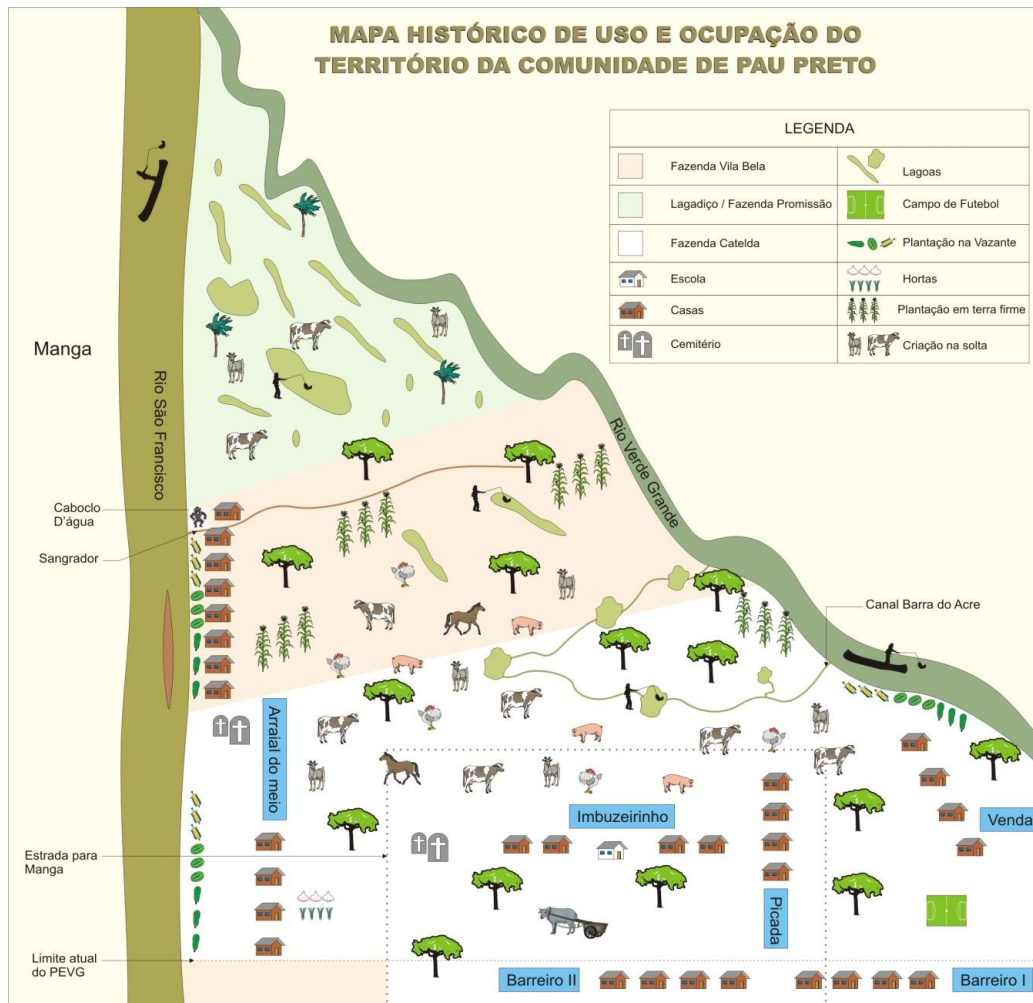 MAPA HISTÓRICO DE USO E OCUPAÇÃO DO
TERRITÓRIO DA COMUNIDADE DE PAU PRETO
LEGENDA
Fazenda Vila Bela
Lagoas
Lagadiço / Fazenda Promissão
Campo de Futebol
Fazenda Catelda
Plantação na Vazante
Escola
Hortas
Casas
Plantação em terra firme
Cemitério
Criação na solta
Manga
Rio São Francisco
Rio Verde Grande
Caboclo
D'água
Sangrador
Canal Barra do Acre
Arraial do meio
Imbuzeirinho
Venda
Estrada para
Manga
Picada
Limite atual
do PEVG
Barreiro II
Barreiro I